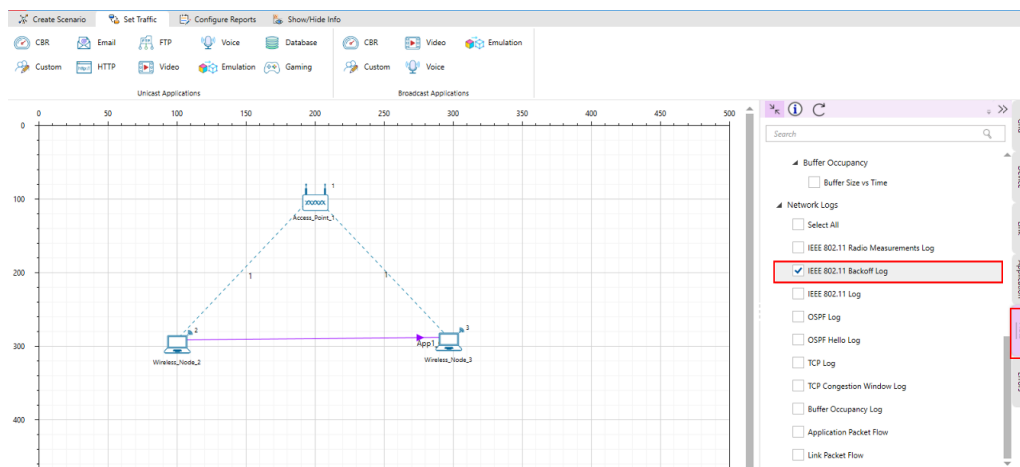 Create Scenario Set Traffic Configure Reports Show/Hide Info
CBR Email FTP Voice Database CBR Video Emulation
Custom HTTP Video Emulation Gaming Custom Voice
Unicast Applications Broadcast Applications
0 50 100 150 200 250 300 350 400 450 500
0
100
200
300
400
1
Access_Point_1
1 1
2
Wireless_Node_2
App1
3
Wireless_Node_3
Search
Buffer Occupancy
Buffer Size vs Time
Network Logs
Select All
IEEE 802.11 Radio Measurements Log
IEEE 802.11 Backoff Log
IEEE 802.11 Log
OSPF Log
OSPF Hello Log
TCP Log
TCP Congestion Window Log
Buffer Occupancy Log
Application Packet Flow
Link Packet Flow